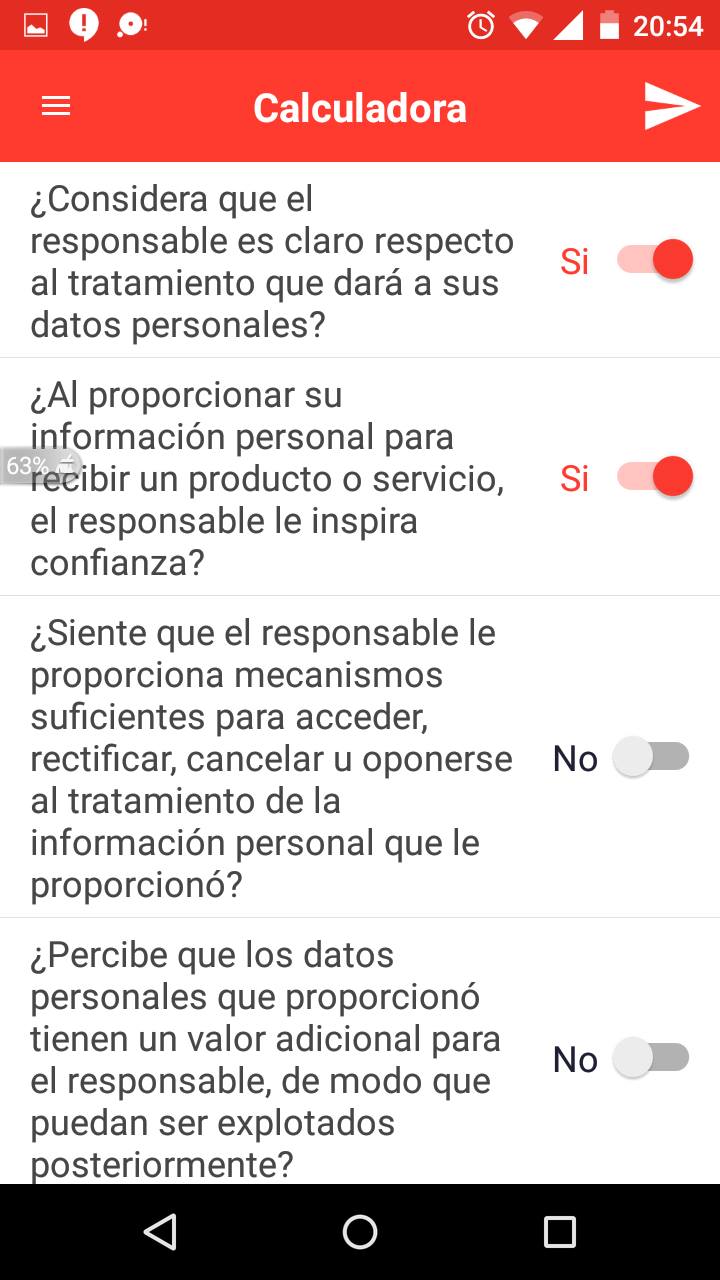 20:54
Calculadora
¿Considera que el
responsable es claro respecto
al tratamiento que dará a sus
datos personales?
Si
¿Al proporcionar su
información personal para
recibir un producto o servicio,
el responsable le inspira
confianza?
Si
63%
¿Siente que el responsable le
proporciona mecanismos
suficientes para acceder,
rectificar, cancelar u oponerse
al tratamiento de la
información personal que le
proporcionó?
No
¿Percibe que los datos
personales que proporcionó
tienen un valor adicional para
el responsable, de modo que
puedan ser explotados
posteriormente?
No